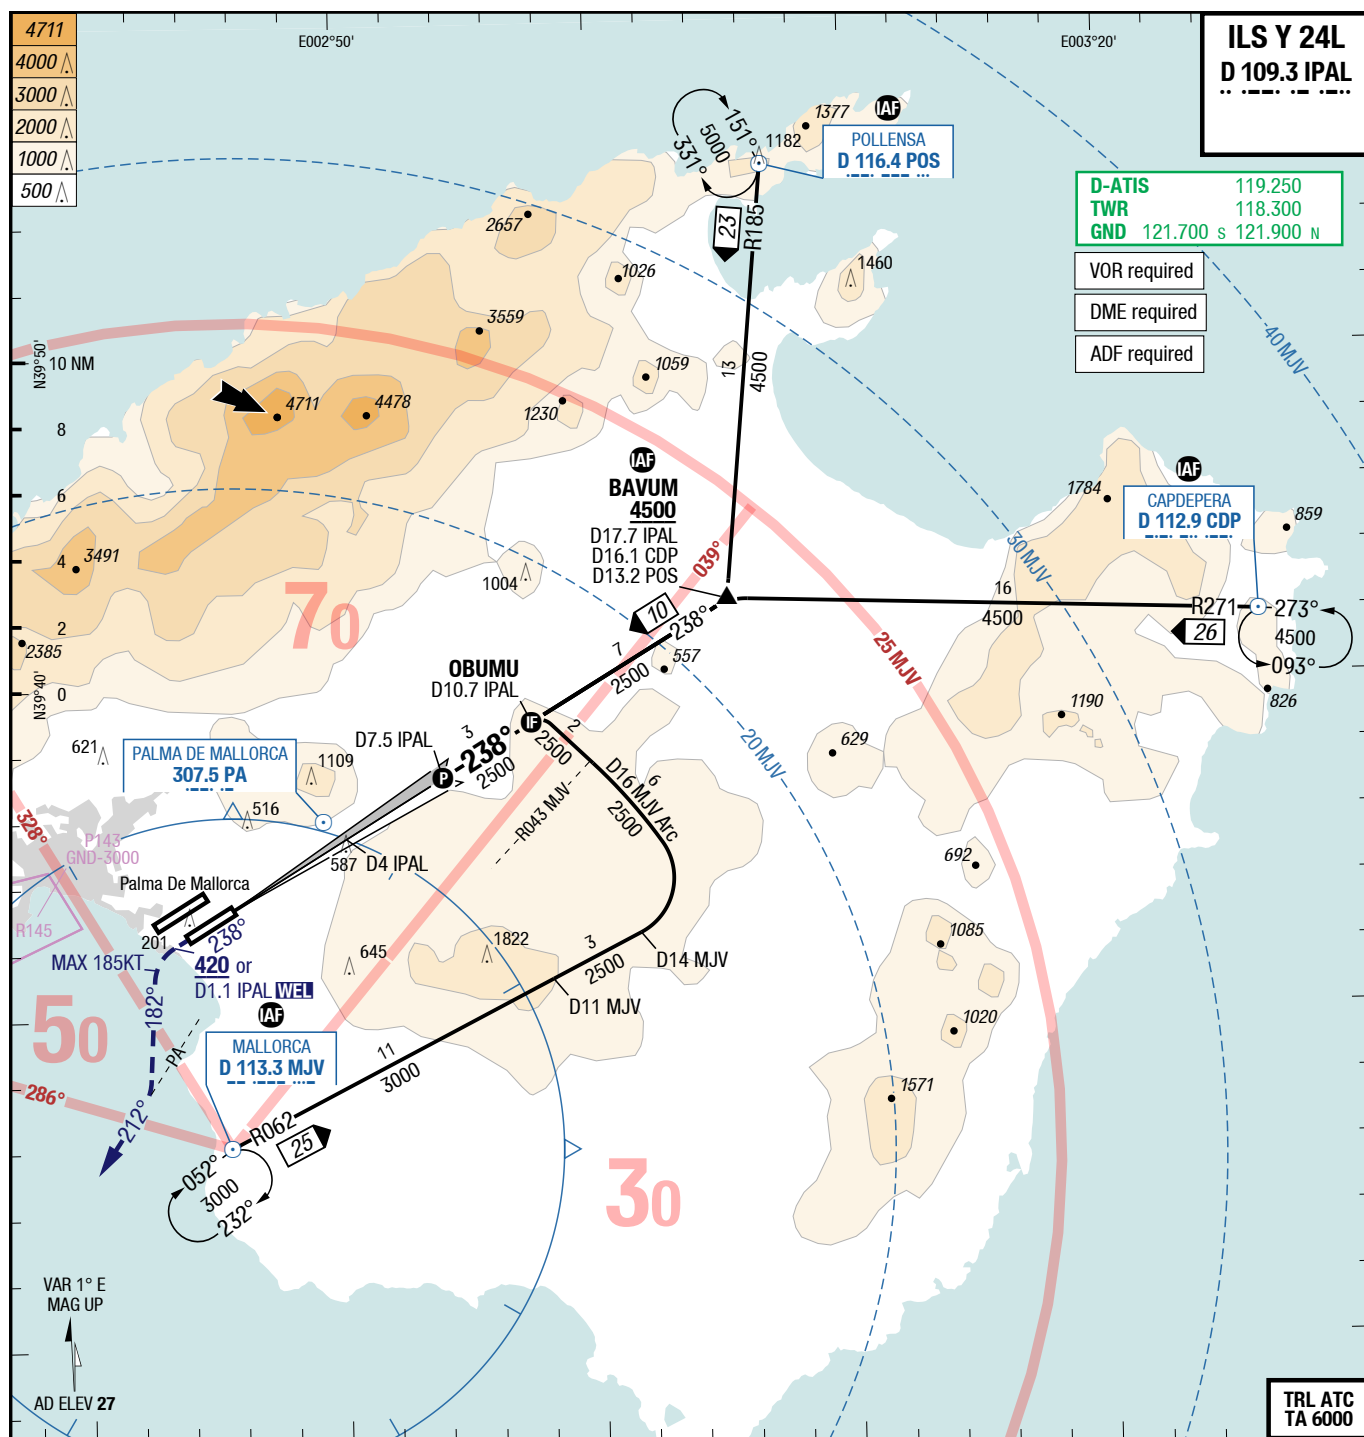 4711
4000
3000
2000
1000
500
E002°50'
E003°20'
ILS Y 24L
D 109.3 IPAL
D-ATIS 119.250
TWR 118.300
GND 121.700 S 121.900 N
VOR required
DME required
ADF required
IAF
POLLENSA
D 116.4 POS
1377
1182
151°
5000
331°
23
R185
2657
1026
1460
3559
1059
13
4500
40 MJV
N39°50'
10 NM
8
6
4
2
0
N39°40'
4711
4478
1230
IAF
BAVUM
4500
D17.7 IPAL
D16.1 CDP
D13.2 POS
039°
1784
IAF
CAPDEPERA
D 112.9 CDP
859
30 MJV
3491
1004
70
10
238°
16
4500
R271
26
273°
4500
093°
826
2385
7
2500
557
25 MJV
OBUMU
D10.7 IPAL
IF
1190
629
20 MJV
621
PALMA DE MALLORCA
307.5 PA
1109
516
D7.5 IPAL
P
3
238°
2500
2
2500
6
D16 MJV Arc
2500
R043 MJV
328°
P143
GND-3000
587
D4 IPAL
692
Palma De Mallorca
R145
201
238°
MAX 185KT
420 or
D1.1 IPAL WEL
645
1822
3
2500
D14 MJV
D11 MJV
1085
1020
1571
50
182°
PA
IAF
MALLORCA
D 113.3 MJV
11
3000
286°
212°
R062
25
052°
3000
232°
30
VAR 1° E
MAG UP
AD ELEV 27
TRL ATC
TA 6000